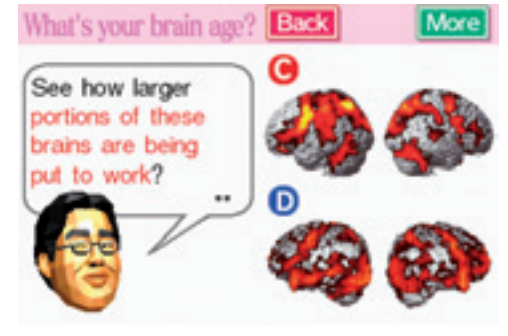 What's your brain age?
Back
More
See how larger
portions of these
brains are being
put to work?
C
D